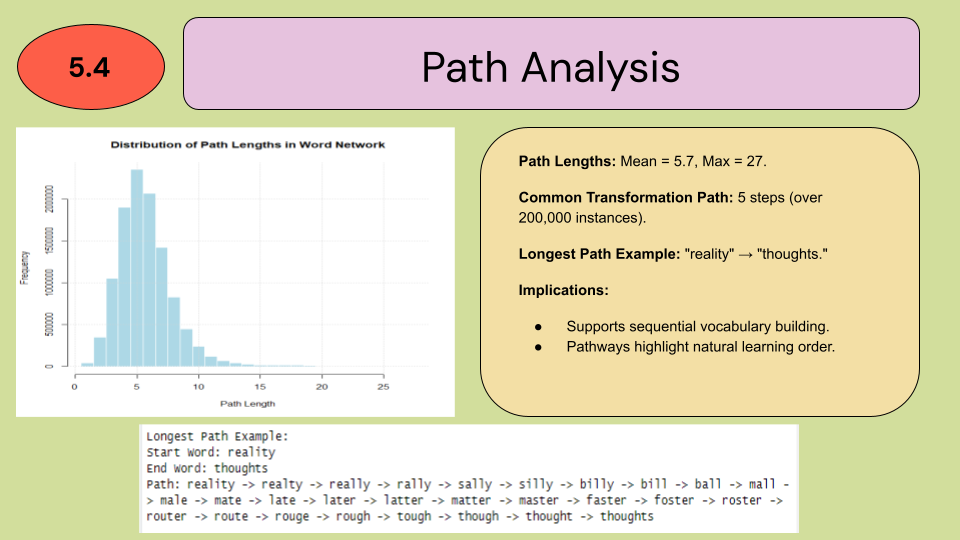 5.4
Path Analysis
Distribution of Path Lengths in Word Network
Frequency
2000000
1500000
1000000
500000
0
0 5 10 15 20 25
Path Length
Path Lengths: Mean = 5.7, Max = 27.
Common Transformation Path: 5 steps (over
200,000 instances).
Longest Path Example: "reality" → "thoughts."
Implications:
● Supports sequential vocabulary building.
● Pathways highlight natural learning order.
Longest Path Example:
Start Word: reality
End Word: thoughts
Path: reality -> realty -> really -> rally -> sally -> silly -> billy -> bill -> ball -> mall -
> male -> mate -> late -> later -> latter -> matter -> master -> faster -> foster -> roster ->
router -> route -> rouge -> rough -> tough -> though -> thought -> thoughts